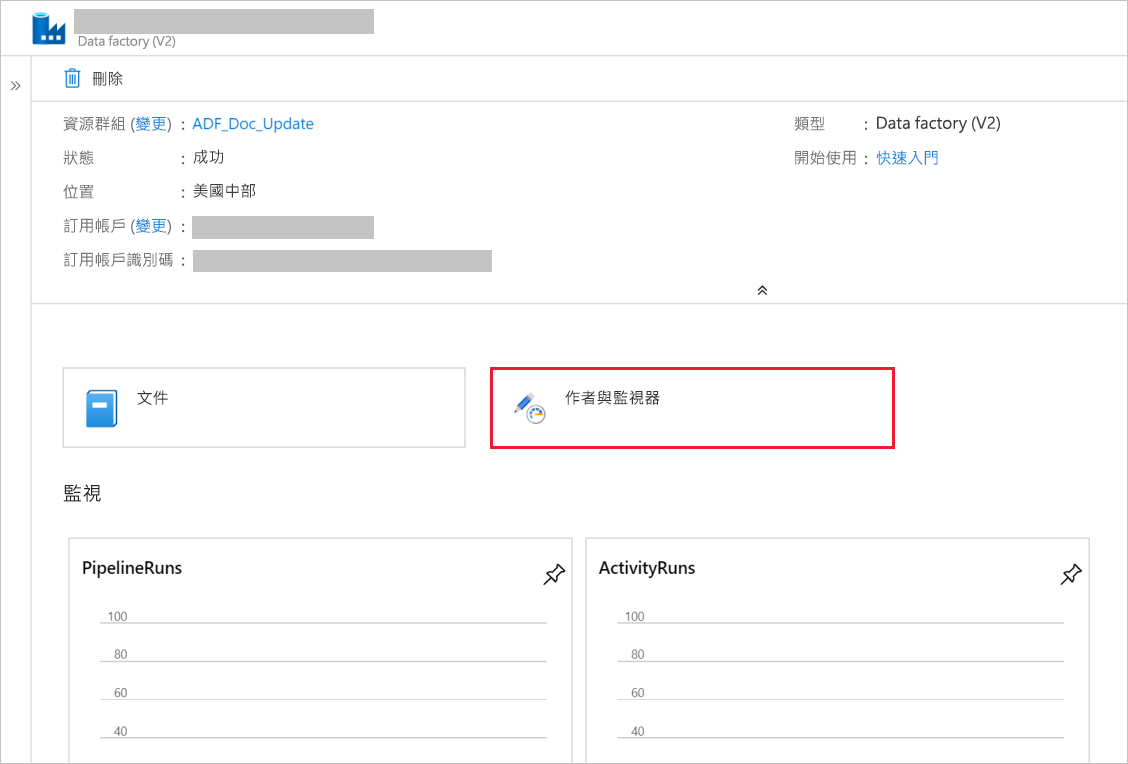 Data factory (V2)
刪除
資源群組 (變更) : ADF_Doc_Update
狀態 : 成功
位置 : 美國中部
訂用帳戶 (變更) :
訂用帳戶識別碼 :
類型 : Data factory (V2)
開始使用 : 快速入門
文件
作者與監視器
監視
PipelineRuns
100
80
60
40
ActivityRuns
100
80
60
40